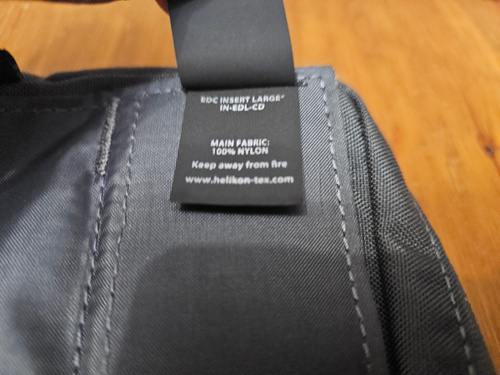 EDC INSERT LARGE®
IN-EDL-CD
MAIN FABRIC:
100% NYLON
Keep away from fire
www.helikon-tex.com